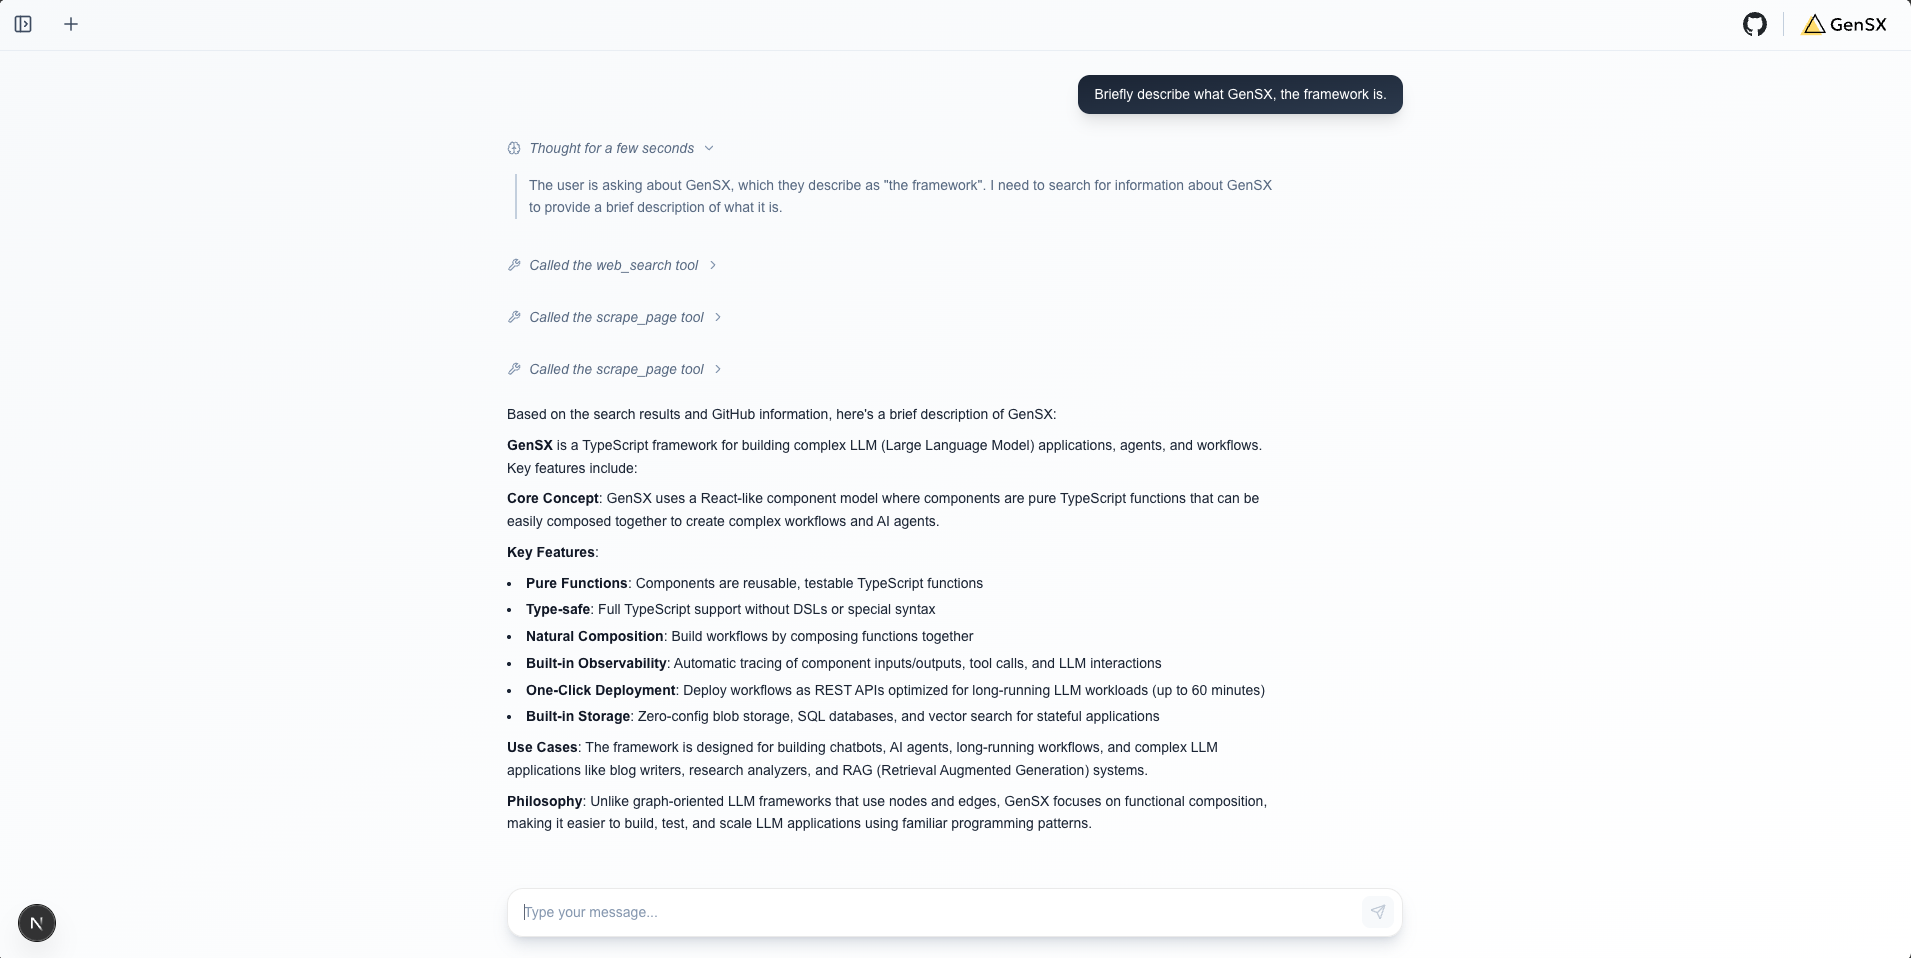 GenSX
Briefly describe what GenSX, the framework is.
Thought for a few seconds
The user is asking about GenSX, which they describe as "the framework". I need to search for information about GenSX
to provide a brief description of what it is.
Called the web_search tool
Called the scrape_page tool
Called the scrape_page tool
Based on the search results and GitHub information, here's a brief description of GenSX:
GenSX is a TypeScript framework for building complex LLM (Large Language Model) applications, agents, and workflows.
Key features include:
Core Concept: GenSX uses a React-like component model where components are pure TypeScript functions that can be
easily composed together to create complex workflows and AI agents.
Key Features:
• Pure Functions: Components are reusable, testable TypeScript functions
• Type-safe: Full TypeScript support without DSLs or special syntax
• Natural Composition: Build workflows by composing functions together
• Built-in Observability: Automatic tracing of component inputs/outputs, tool calls, and LLM interactions
• One-Click Deployment: Deploy workflows as REST APIs optimized for long-running LLM workloads (up to 60 minutes)
• Built-in Storage: Zero-config blob storage, SQL databases, and vector search for stateful applications
Use Cases: The framework is designed for building chatbots, AI agents, long-running workflows, and complex LLM
applications like blog writers, research analyzers, and RAG (Retrieval Augmented Generation) systems.
Philosophy: Unlike graph-oriented LLM frameworks that use nodes and edges, GenSX focuses on functional composition,
making it easier to build, test, and scale LLM applications using familiar programming patterns.
Type your message...
N